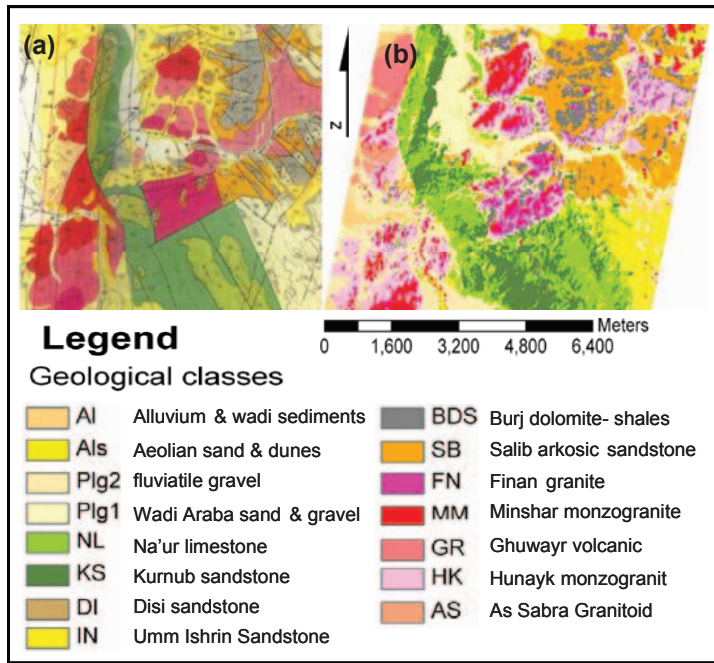 (a)
(b)
N
Meters
0 1,600 3,200 4,800 6,400
Legend
Geological classes
Al Alluvium & wadi sediments
Als Aeolian sand & dunes
Plg2 fluviatile gravel
Plg1 Wadi Araba sand & gravel
NL Na'ur limestone
KS Kurnub sandstone
DI Disi sandstone
IN Umm Ishrin Sandstone
BDS Burj dolomite- shales
SB Salib arkosic sandstone
FN Finan granite
MM Minshar monzogranite
GR Ghuwayr volcanic
HK Hunayk monzogranit
AS As Sabra Granitoid